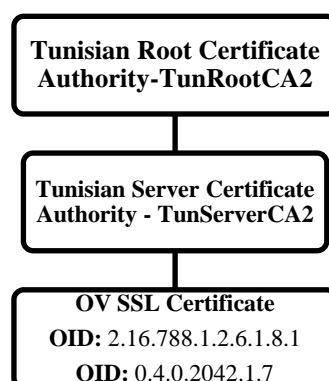 Tunisian Root Certificate
Authority-TunRootCA2
Tunisian Server Certificate
Authority - TunServerCA2
OV SSL Certificate
OID: 2.16.788.1.2.6.1.8.1
OID: 0.4.0.2042.1.7